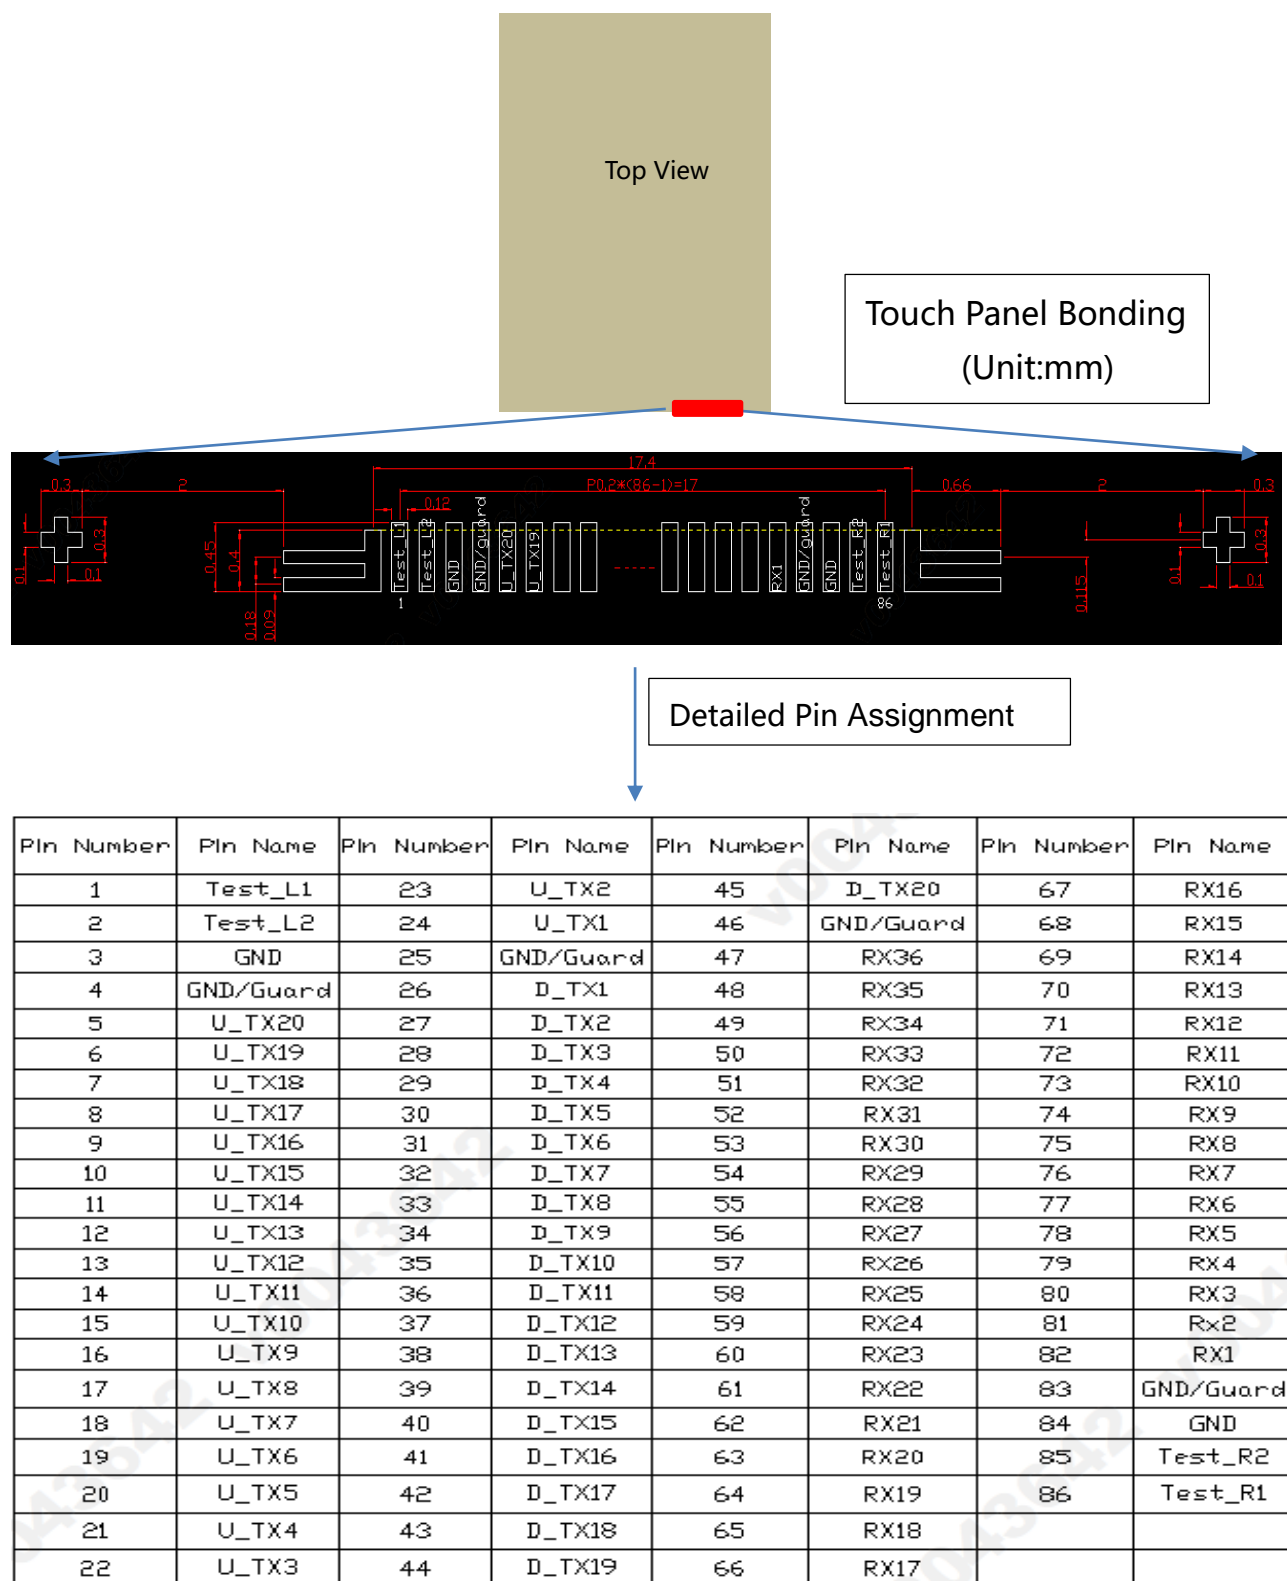 Top View
Touch Panel Bonding
(Unit:mm)
17.4
0.3 2 P0.2*(86-1)=17 0.66 2 0.3
0.12
Test_L1 Test_L2 GND GND/guard U_TX20 U_TX19 RX1 GND/guard GND Test_R2 Test_R1
0.3 0.1 0.1 0.45 0.4 0.18 0.09 0.115 0.1 0.1 0.3
1 86
Detailed Pin Assignment
Pin Number Pin Name Pin Number Pin Name Pin Number Pin Name Pin Number Pin Name
1 Test_L1 23 U_TX2 45 D_TX20 67 RX16
2 Test_L2 24 U_TX1 46 GND/Guard 68 RX15
3 GND 25 GND/Guard 47 RX36 69 RX14
4 GND/Guard 26 D_TX1 48 RX35 70 RX13
5 U_TX20 27 D_TX2 49 RX34 71 RX12
6 U_TX19 28 D_TX3 50 RX33 72 RX11
7 U_TX18 29 D_TX4 51 RX32 73 RX10
8 U_TX17 30 D_TX5 52 RX31 74 RX9
9 U_TX16 31 D_TX6 53 RX30 75 RX8
10 U_TX15 32 D_TX7 54 RX29 76 RX7
11 U_TX14 33 D_TX8 55 RX28 77 RX6
12 U_TX13 34 D_TX9 56 RX27 78 RX5
13 U_TX12 35 D_TX10 57 RX26 79 RX4
14 U_TX11 36 D_TX11 58 RX25 80 RX3
15 U_TX10 37 D_TX12 59 RX24 81 Rx2
16 U_TX9 38 D_TX13 60 RX23 82 RX1
17 U_TX8 39 D_TX14 61 RX22 83 GND/Guard
18 U_TX7 40 D_TX15 62 RX21 84 GND
19 U_TX6 41 D_TX16 63 RX20 85 Test_R2
20 U_TX5 42 D_TX17 64 RX19 86 Test_R1
21 U_TX4 43 D_TX18 65 RX18
22 U_TX3 44 D_TX19 66 RX17
v0043642